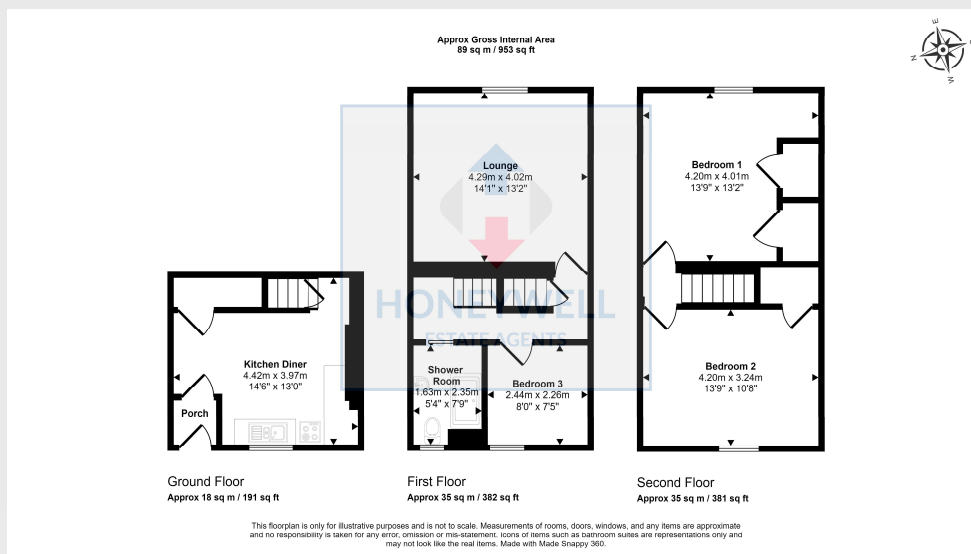 Approx Gross Internal Area
89 sq m / 953 sq ft
E
N
W
Lounge
4.29m x 4.02m
14'1" x 13'2"
Bedroom 1
4.20m x 4.01m
13'9" x 13'2"
HONEYWELL
ESTATE AGENTS
Kitchen Diner
4.42m x 3.97m
14'6" x 13'0"
Porch
Shower
Room
1.63m x 2.35m
5'4" x 7'9"
Bedroom 3
2.44m x 2.26m
8'0" x 7'5"
Bedroom 2
4.20m x 3.24m
13'9" x 10'8"
Ground Floor
Approx 18 sq m / 191 sq ft
First Floor
Approx 35 sq m / 382 sq ft
Second Floor
Approx 35 sq m / 381 sq ft
This floorplan is only for illustrative purposes and is not to scale. Measurements of rooms, doors, windows, and any items are approximate
and no responsibility is taken for any error, omission or mis-statement. Icons of items such as bathroom suites are representations only and
may not look like the real items. Made with Made Snappy 360.